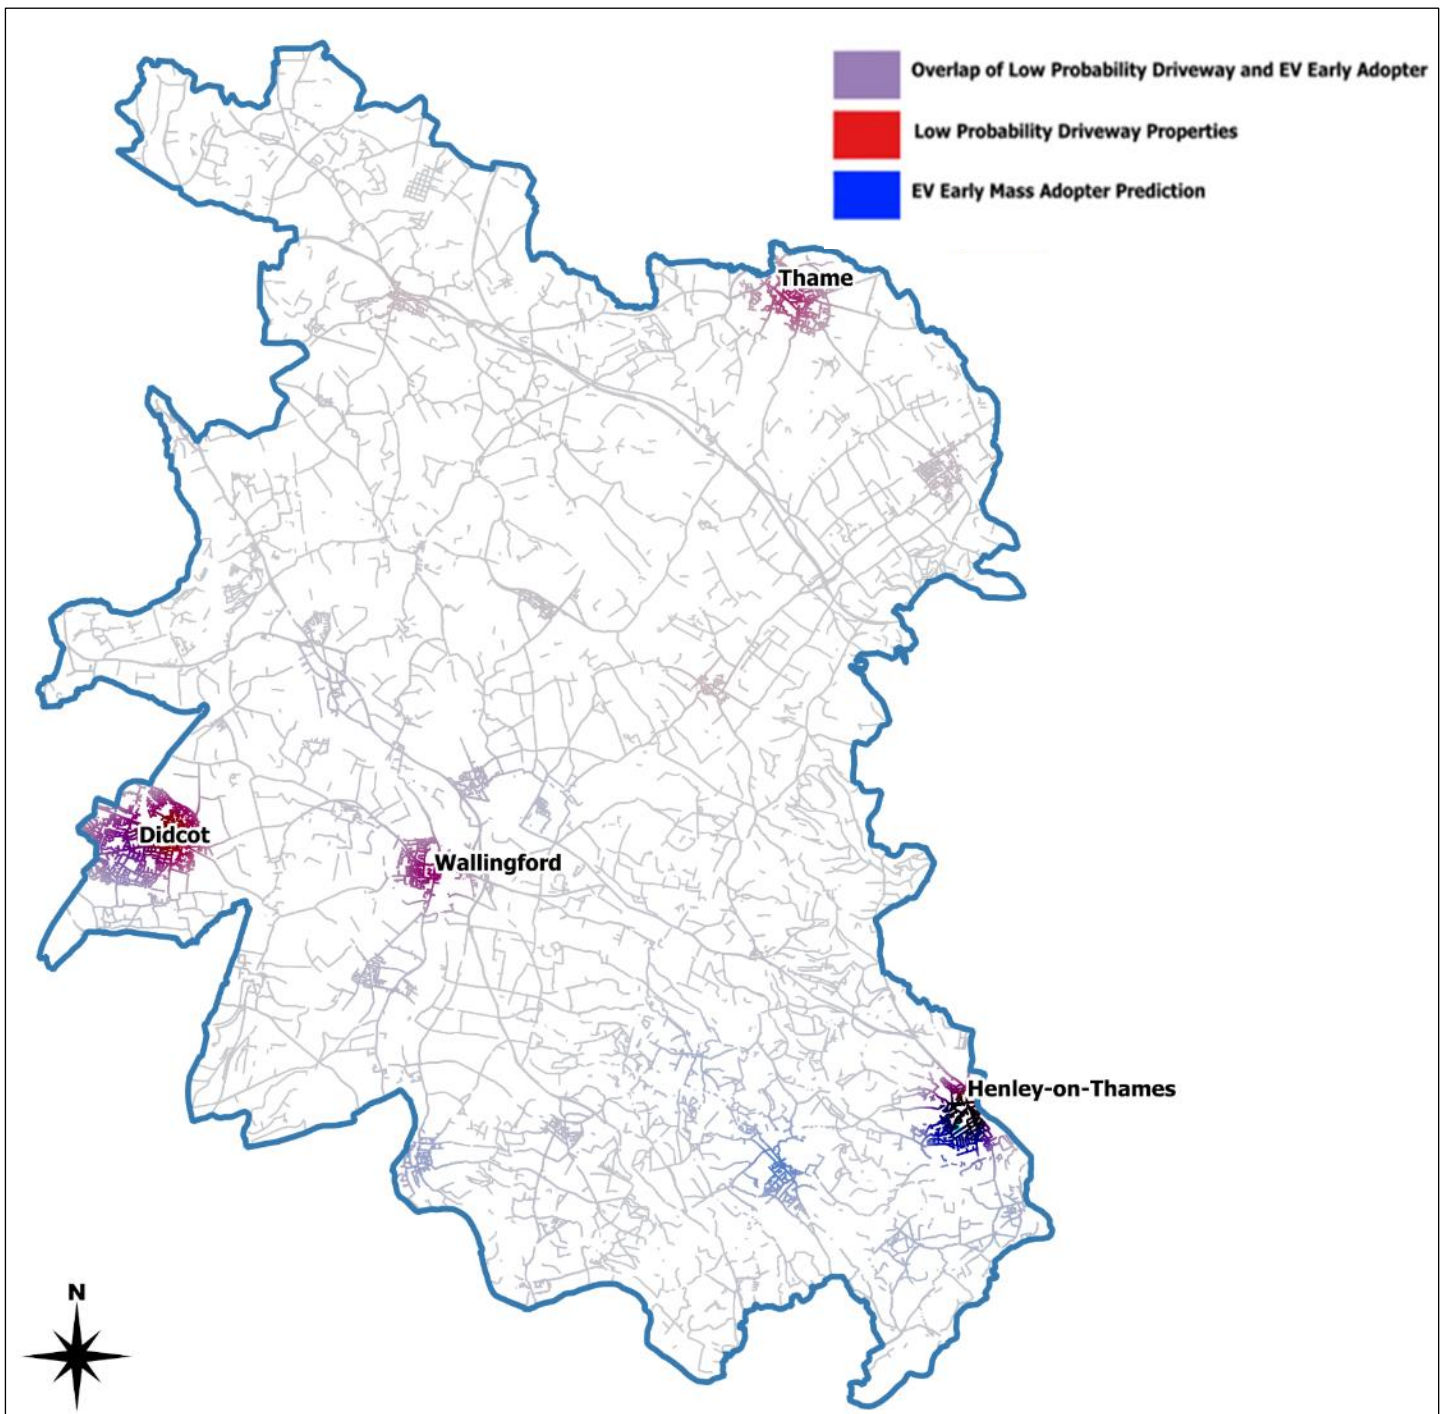 Overlap of Low Probability Driveway and EV Early Adopter
Low Probability Driveway Properties
EV Early Mass Adopter Prediction
Thame
Didcot
Wallingford
Henley-on-Thames
N